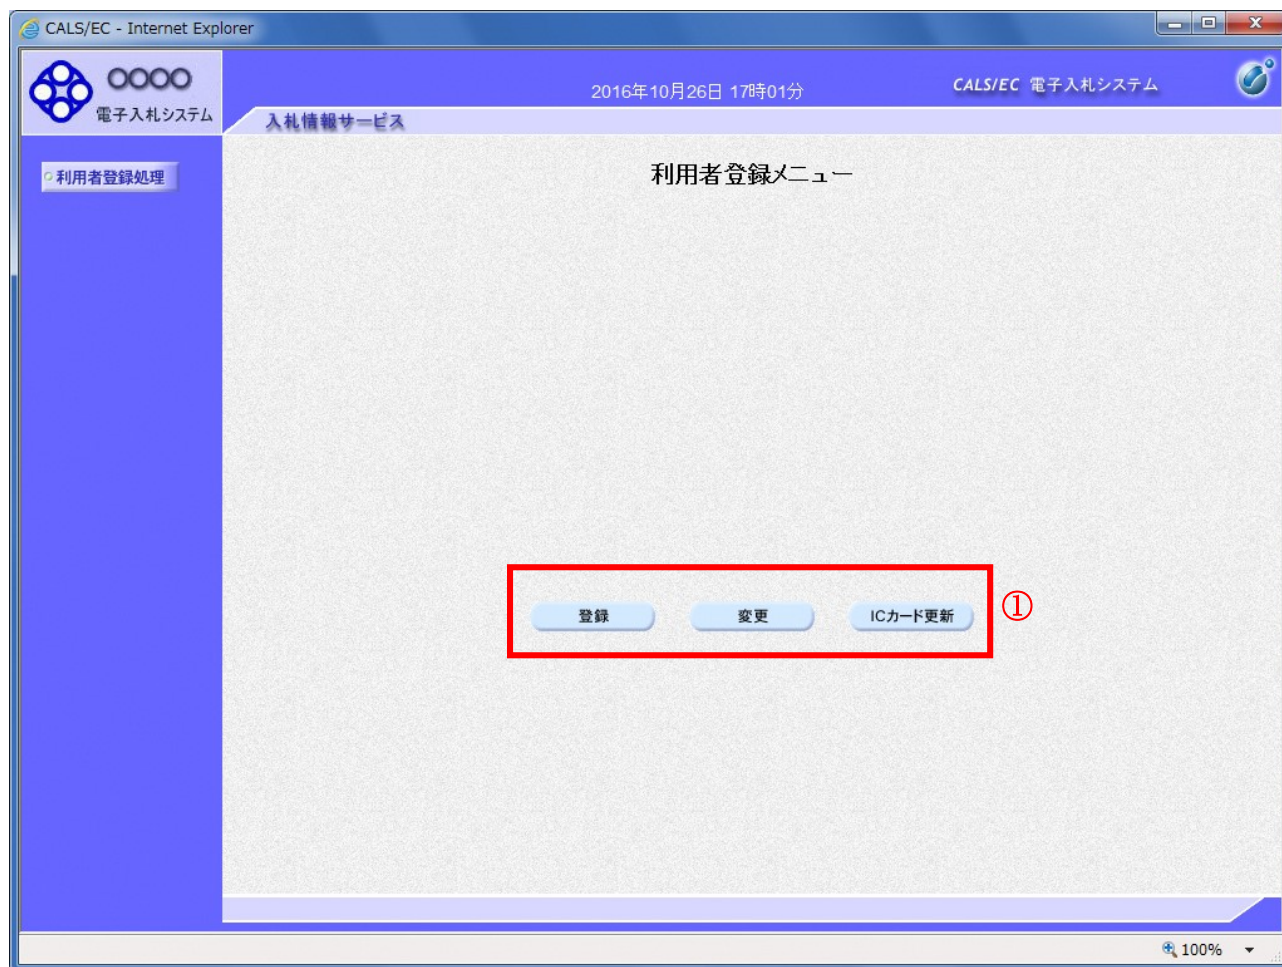 CALS/EC - Internet Explorer
○○○○
電子入札システム
2016年10月26日 17時01分
CALS/EC 電子入札システム
入札情報サービス
利用者登録処理
利用者登録メニュー
登録
変更
ICカード更新
①
100%